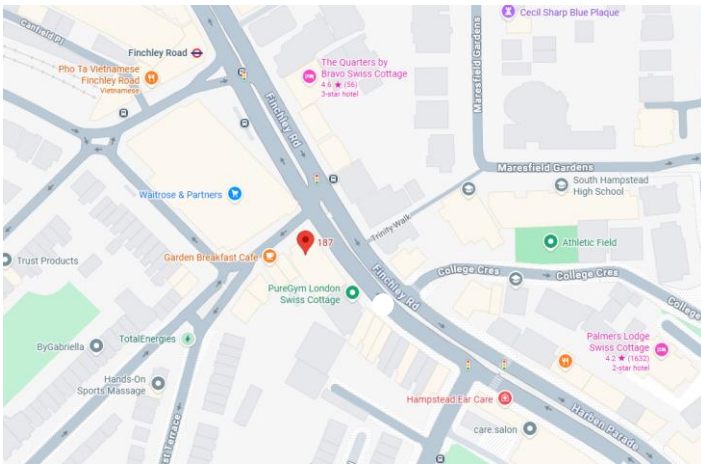 Canfield Pl
Cecil Sharp Blue Plaque
Finchley Road
Pho Ta Vietnamese
Finchley Road
Vietnamese
The Quarters by
Bravo Swiss Cottage
4.6 ★ (36)
3-star hotel
Maresfield Gardens
Finchley Rd
Maresfield Gardens
South Hampstead
High School
Waitrose & Partners
Trinity Walk
187
Athletic Field
Garden Breakfast Cafe
Trust Products
Finchley Rd
College Cres
College Cres
College
PureGym London
Swiss Cottage
TotalEnergies
ByGabriella
Palmers Lodge
Swiss Cottage
4.2 ★ (1632)
2-star hotel
Hands-On
Sports Massage
Hampstead Ear Care
Harben Parade
st Terrace
care.salon